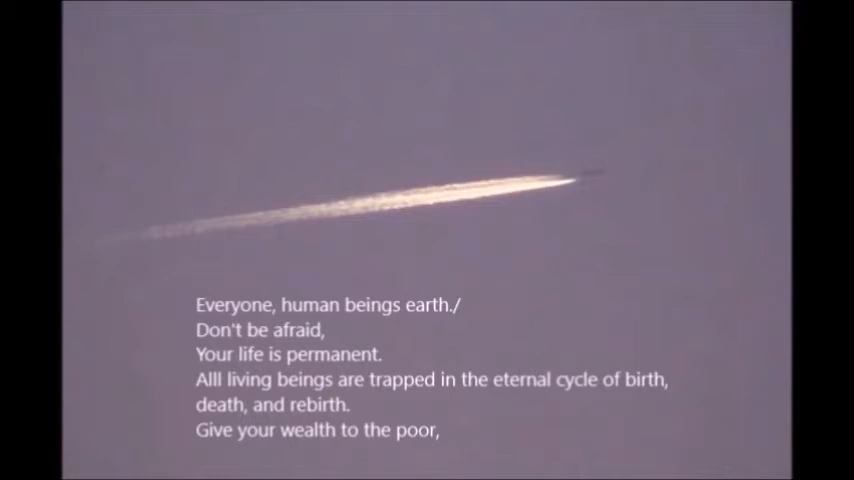 Everyone, human beings earth./
Don't be afraid,
Your life is permanent.
Alll living beings are trapped in the eternal cycle of birth,
death, and rebirth.
Give your wealth to the poor,